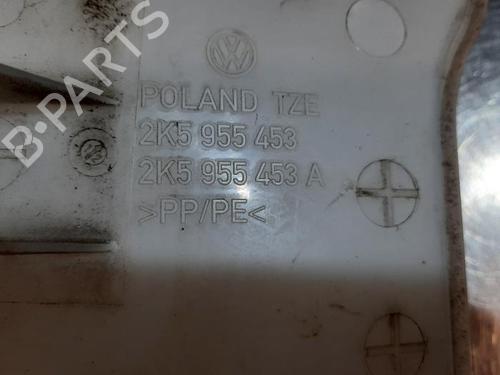 POLAND TZE
2K5 955 453
2K5 955 453 A
>PP/PE<
B-PARTS